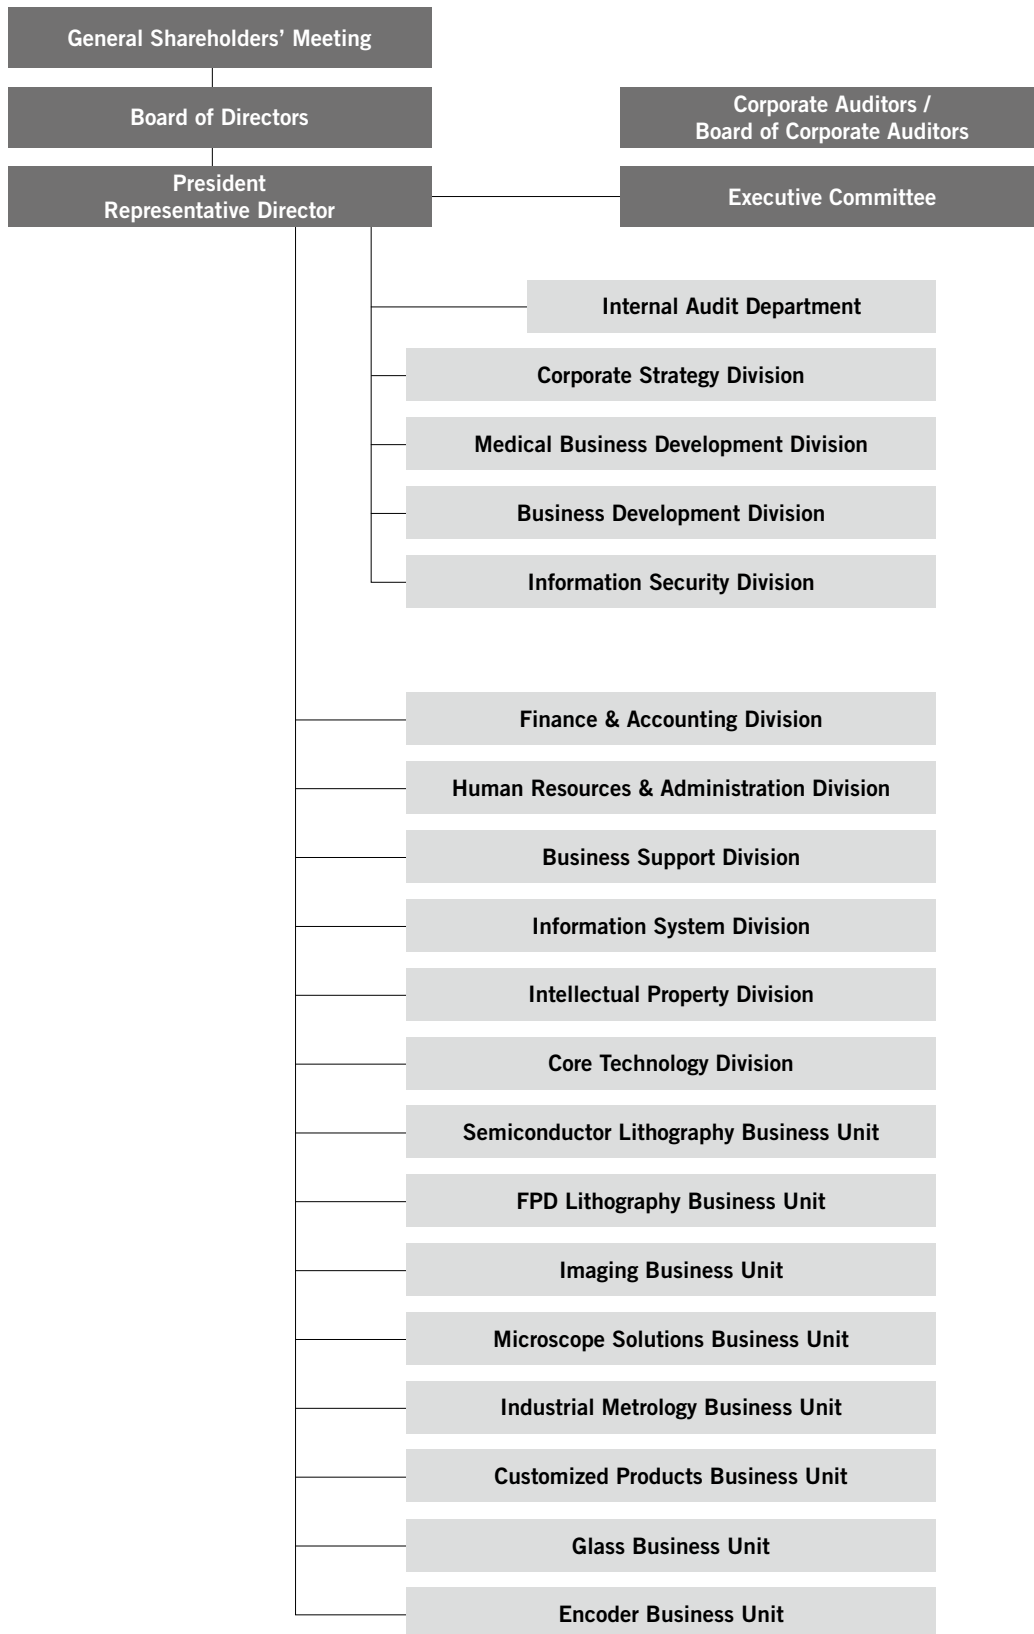 General Shareholders’ Meeting
Board of Directors
Corporate Auditors /
Board of Corporate Auditors
President
Representative Director
Executive Committee
Internal Audit Department
Corporate Strategy Division
Medical Business Development Division
Business Development Division
Information Security Division
Finance & Accounting Division
Human Resources & Administration Division
Business Support Division
Information System Division
Intellectual Property Division
Core Technology Division
Semiconductor Lithography Business Unit
FPD Lithography Business Unit
Imaging Business Unit
Microscope Solutions Business Unit
Industrial Metrology Business Unit
Customized Products Business Unit
Glass Business Unit
Encoder Business Unit